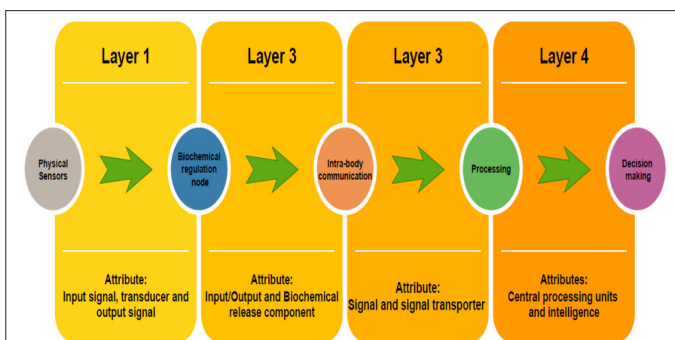 Layer 1
Layer 3
Layer 3
Layer 4
Physical
Sensors
Biochemical
regulation
node
Intra-body
communication
Processing
Decision
making
Attribute:
Input signal, transducer and
output signal
Attribute:
Input/Output and Biochemical
release component
Attribute:
Signal and signal transporter
Attributes:
Central processing units
and intelligence